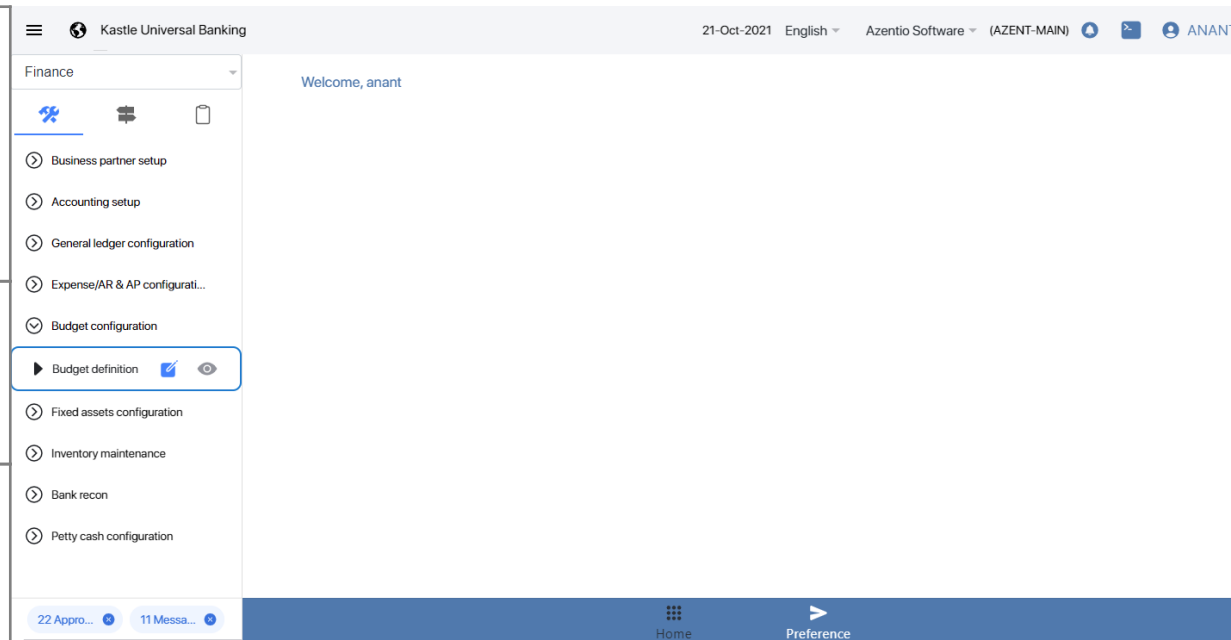 Kastle Universal Banking
21-Oct-2021 English Azentio Software (AZENT-MAIN) ANANT
Finance
Welcome, anant
Business partner setup
Accounting setup
General ledger configuration
Expense/AR & AP configurati...
Budget configuration
Budget definition
Fixed assets configuration
Inventory maintenance
Bank recon
Petty cash configuration
22 Appro... 11 Messa...
Home Preference